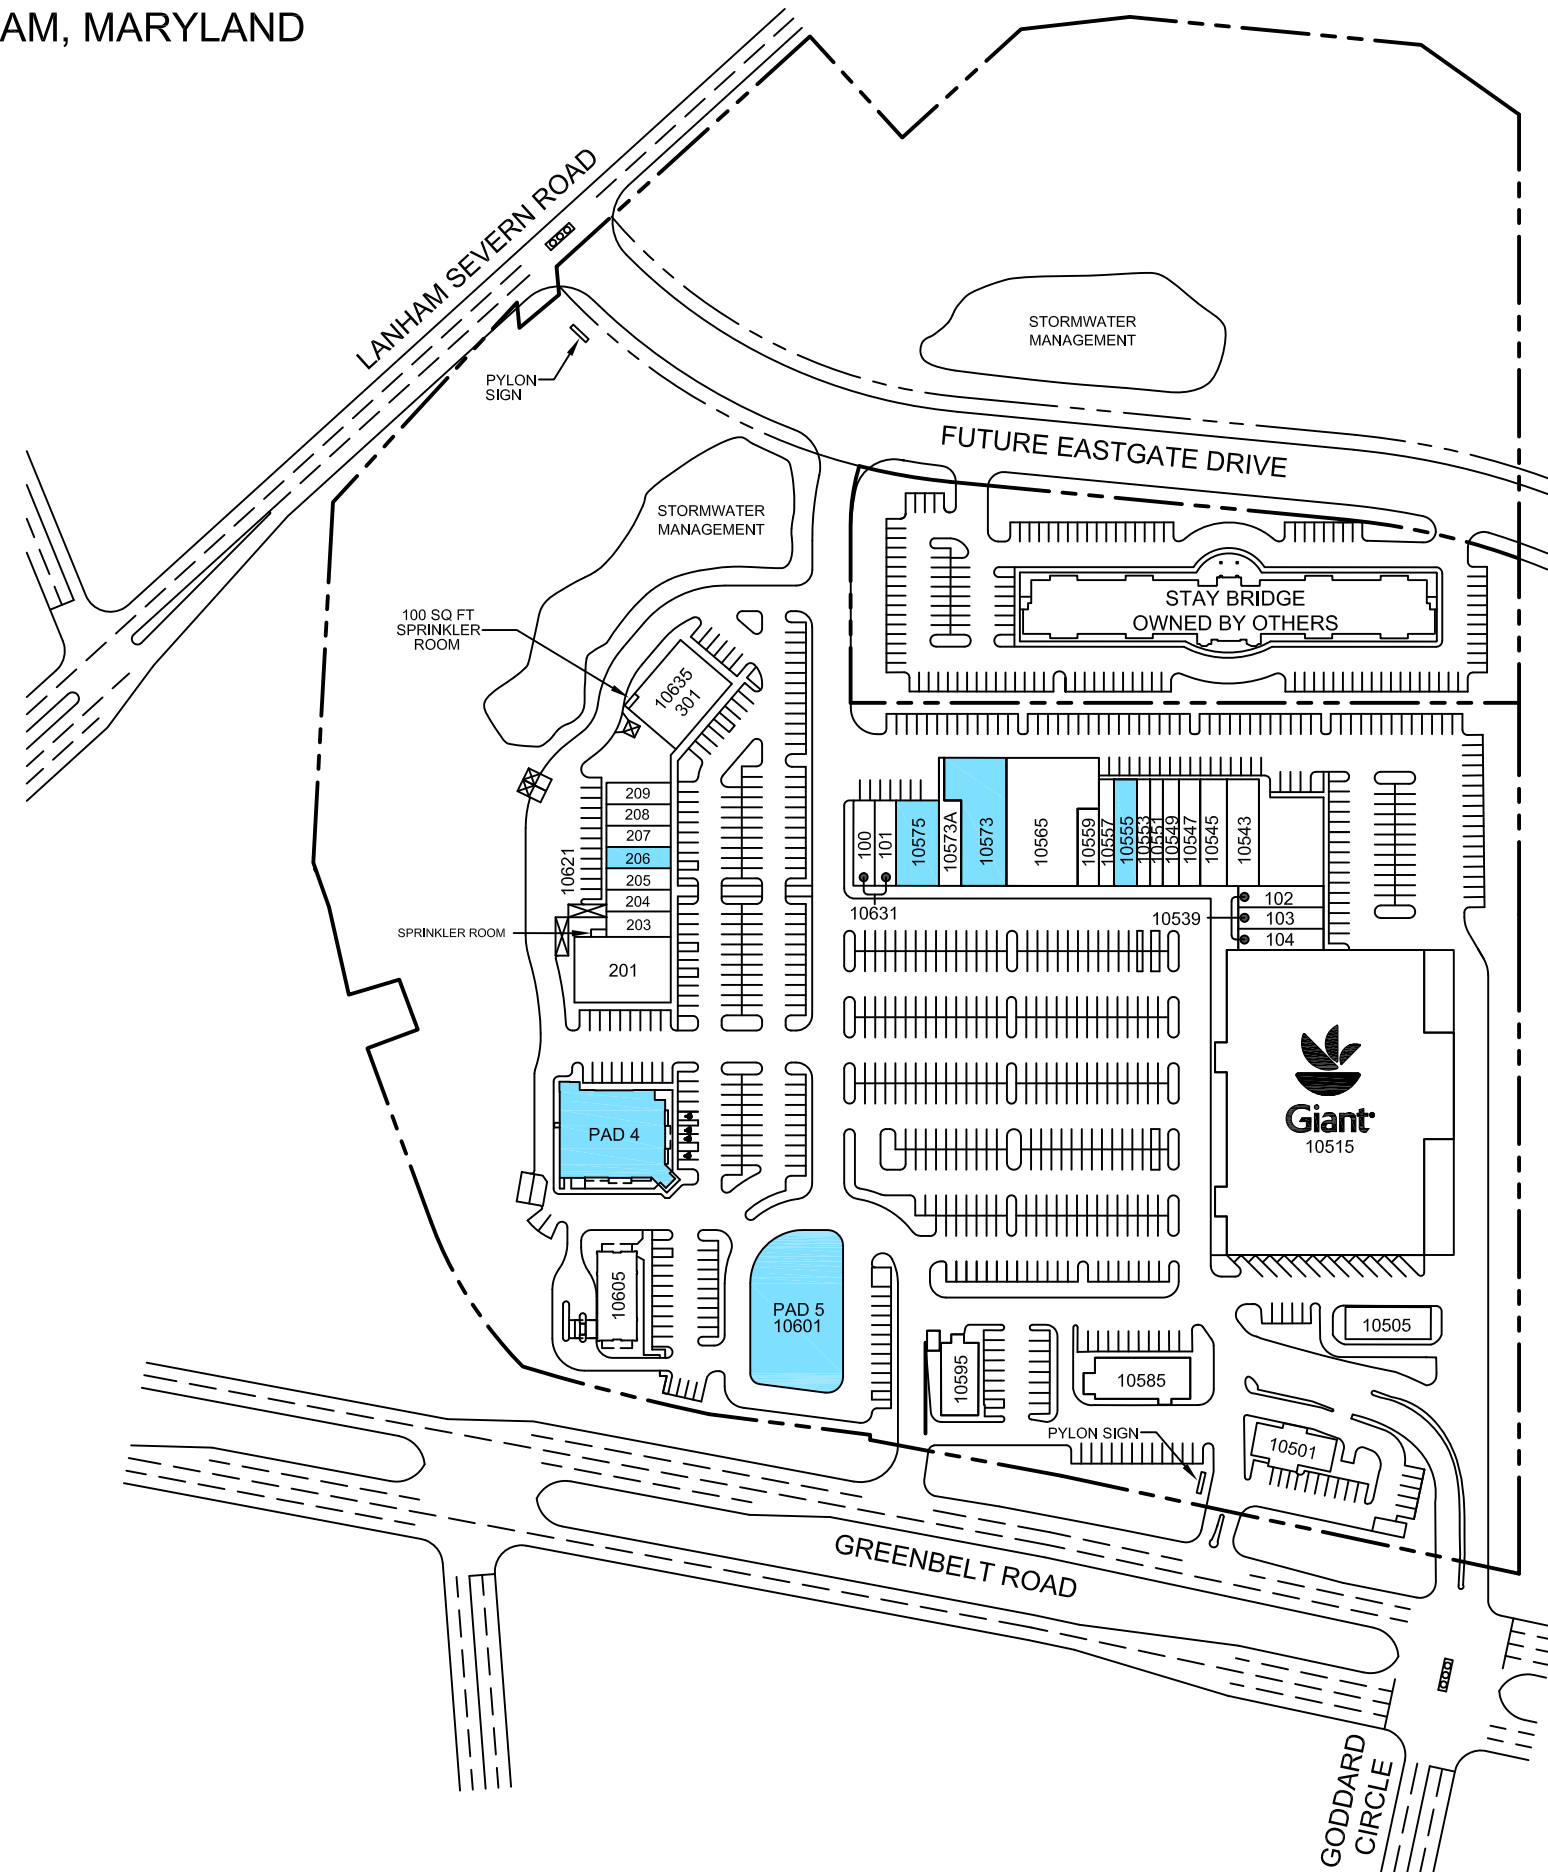 AM, MARYLAND
LANHAM SEVERN ROAD
STORMWATER
MANAGEMENT
PYLON
SIGN
FUTURE EASTGATE DRIVE
STORMWATER
MANAGEMENT
STAY BRIDGE
OWNED BY OTHERS
100 SQ FT
SPRINKLER
ROOM
10635
301
209
208
207
206
205
204
203
201
10621
SPRINKLER ROOM
100
101
10575
10573A
10573
10565
10559
10557
10555
10553
10551
10549
10547
10545
10543
10631
10539
102
103
104
Giant
10515
PAD 4
10605
PAD 5
10601
10595
10585
10505
10501
PYLON SIGN
GREENBELT ROAD
GODDARD
CIRCLE